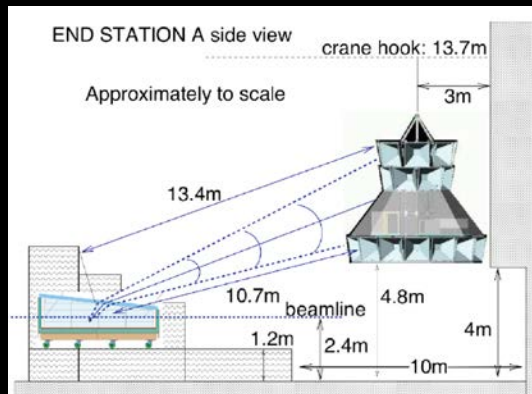 END STATION A side view
crane hook: 13.7m
3m
Approximately to scale
13.4m
10.7m
beamline
4.8m
1.2m
2.4m
4m
10m